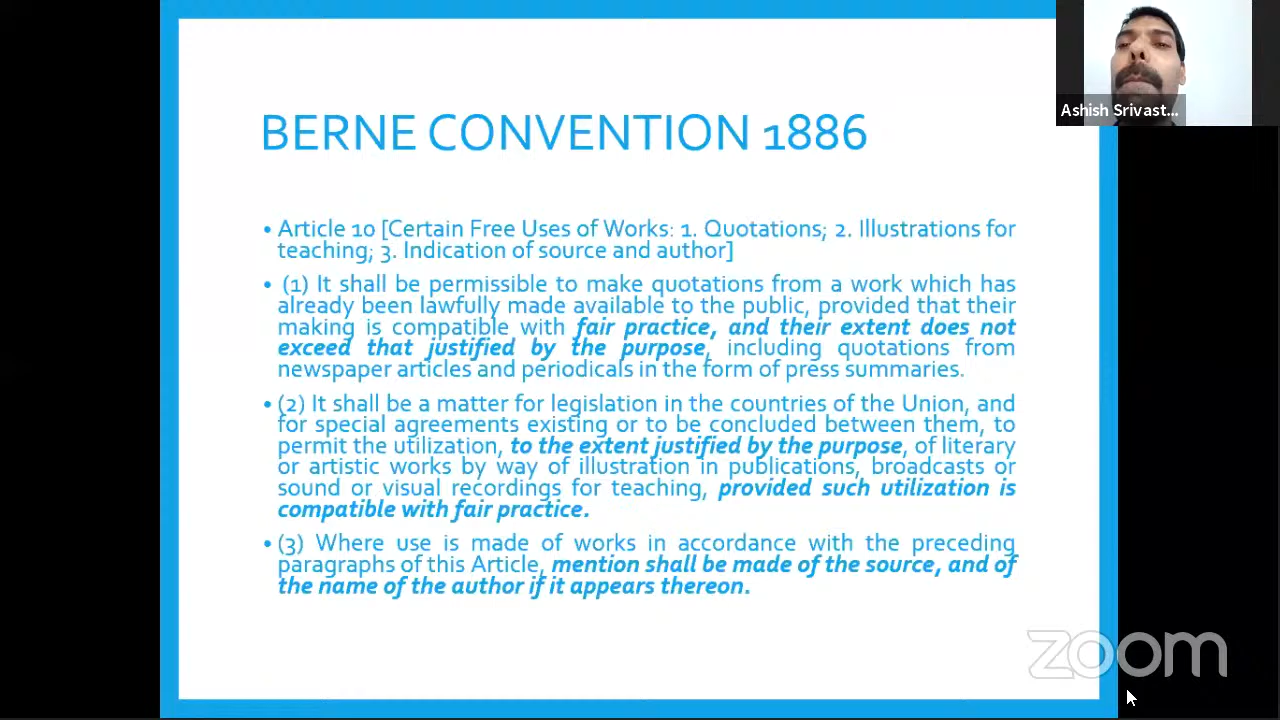 BERNE CONVENTION 1886
Ashish Srivast...
• Article 10 [Certain Free Uses of Works: 1. Quotations; 2. Illustrations for
teaching; 3. Indication of source and author]
• (1) It shall be permissible to make quotations from a work which has
already been lawfully made available to the public, provided that their
making is compatible with fair practice, and their extent does not
exceed that justified by the purpose, including quotations from
newspaper articles and periodicals in the form of press summaries.
• (2) It shall be a matter for legislation in the countries of the Union, and
for special agreements existing or to be concluded between them, to
permit the utilization, to the extent justified by the purpose, of literary
or artistic works by way of illustration in publications, broadcasts or
sound or visual recordings for teaching, provided such utilization is
compatible with fair practice.
• (3) Where use is made of works in accordance with the preceding
paragraphs of this Article, mention shall be made of the source, and of
the name of the author if it appears thereon.
zoom